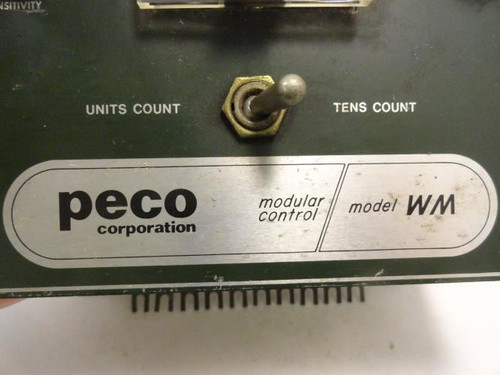 UNITS COUNT
TENS COUNT
peco
corporation
modular
control
model WM